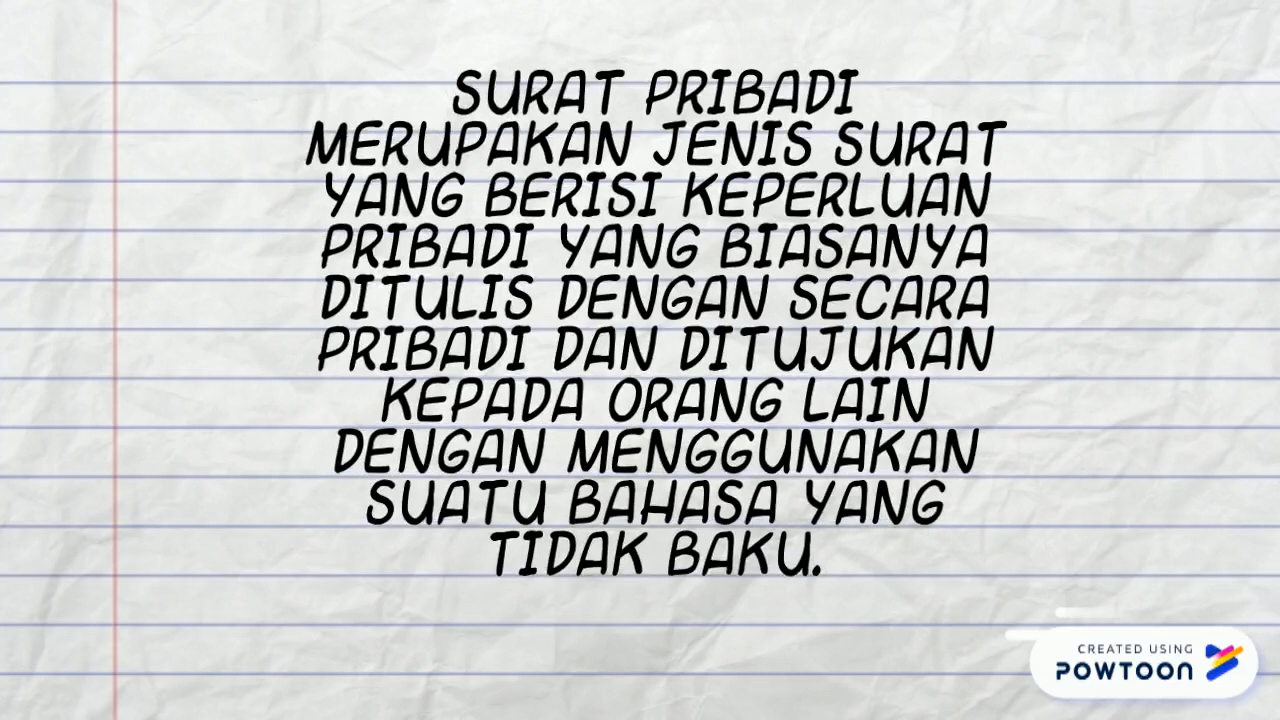 SURAT PRIBADI
MERUPAKAN JENIS SURAT
YANG BERISI KEPERLUAN
PRIBADI YANG BIASANYA
DITULIS DENGAN SECARA
PRIBADI DAN DITUJUKAN
KEPADA ORANG LAIN
DENGAN MENGGUNAKAN
SUATU BAHASA YANG
TIDAK BAKU.
CREATED USING
POWTOON